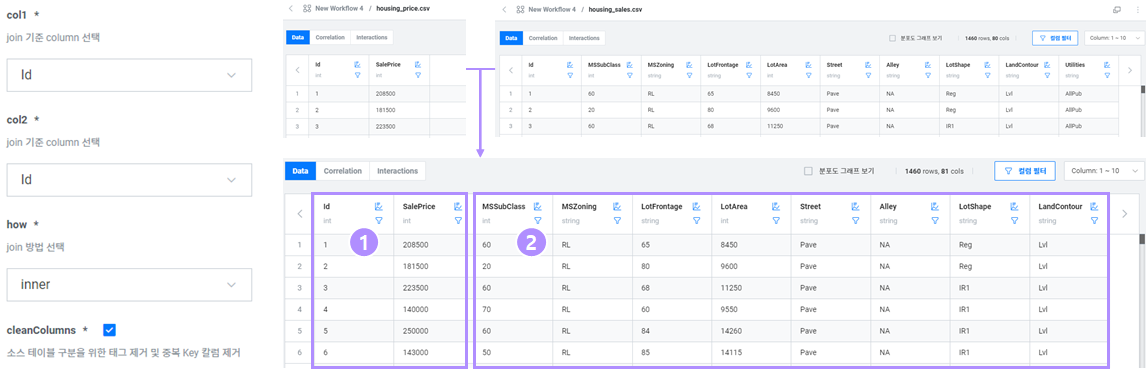 col1 *
join 기준 column 선택
Id
col2 *
join 기준 column 선택
Id
how *
join 방법 선택
inner
cleanColumns *
소스 테이블 구분을 위한 태그 제거 및 중복 Key 칼럼 제거
New Workflow 4 / housing_price.csv
Data Correlation Interactions
Id SalePrice
int int
1 1 208500
2 2 181500
3 3 223500
New Workflow 4 / housing_sales.csv
Data Correlation Interactions
분포도 그래프 보기 1460 rows, 80 cols 컬럼 필터 Column: 1 ~ 10
Id MSSubClass MSZoning LotFrontage LotArea Street Alley LotShape LandContour Utilities
int int string string int string string string string string
1 1 60 RL 65 8450 Pave NA Reg Lvl AllPub
2 2 20 RL 80 9600 Pave NA Reg Lvl AllPub
3 3 60 RL 68 11250 Pave NA IR1 Lvl AllPub
Data Correlation Interactions
분포도 그래프 보기 1460 rows, 81 cols 컬럼 필터 Column: 1 ~ 10
Id SalePrice MSSubClass MSZoning LotFrontage LotArea Street Alley LotShape LandContour
int int int string string int string string string string
1 1 1 208500 60 2 RL 65 8450 Pave NA Reg Lvl
2 2 181500 20 RL 80 9600 Pave NA Reg Lvl
3 3 223500 60 RL 68 11250 Pave NA IR1 Lvl
4 4 140000 70 RL 60 9550 Pave NA IR1 Lvl
5 5 250000 60 RL 84 14260 Pave NA IR1 Lvl
6 6 143000 50 RL 85 14115 Pave NA IR1 Lvl